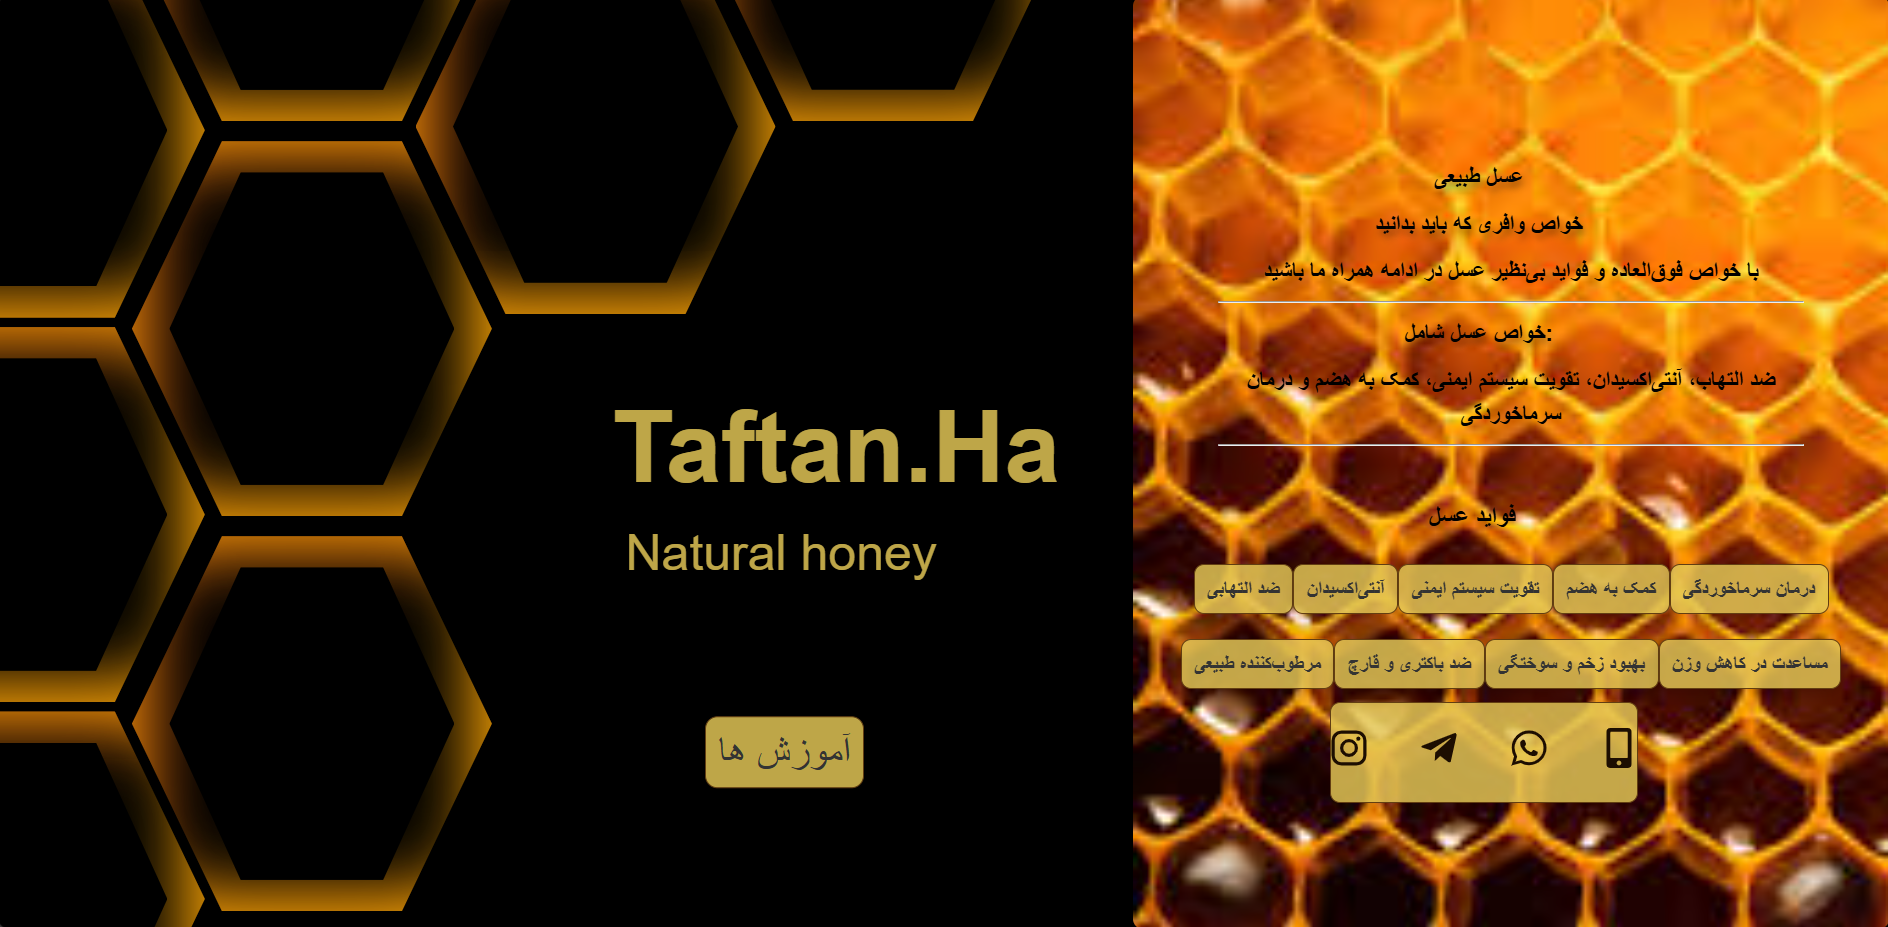 Taftan.Ha
Natural honey
آموزش ها
عسل طبیعی
خواص وافری که باید بدانید
با خواص فوق‌العاده و فواید بی‌نظیر عسل در ادامه همراه ما باشید
خواص عسل شامل:
ضد التهاب، آنتی‌اکسیدان، تقویت سیستم ایمنی، کمک به هضم و درمان
سرماخوردگی
فواید عسل
درمان سرماخوردگی کمک به هضم تقویت سیستم ایمنی آنتی‌اکسیدان ضد التهابی
مساعدت در کاهش وزن بهبود زخم و سوختگی ضد باکتری و قارچ مرطوب‌کننده طبیعی